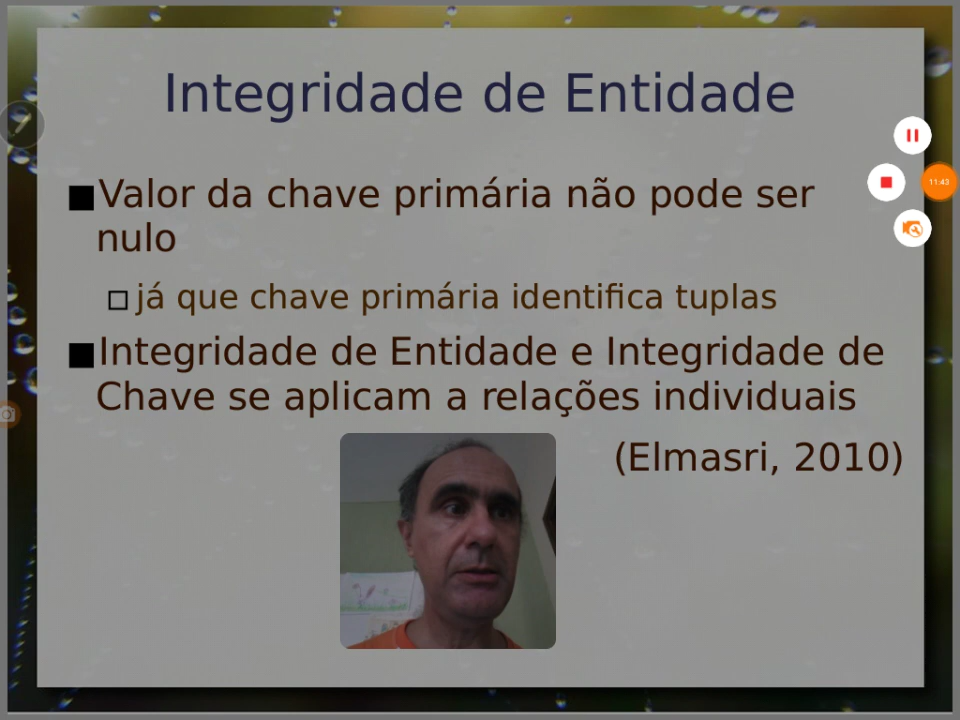 Integridade de Entidade
Valor da chave primária não pode ser
nulo
já que chave primária identifica tuplas
Integridade de Entidade e Integridade de
Chave se aplicam a relações individuais
(Elmasri, 2010)
11:43